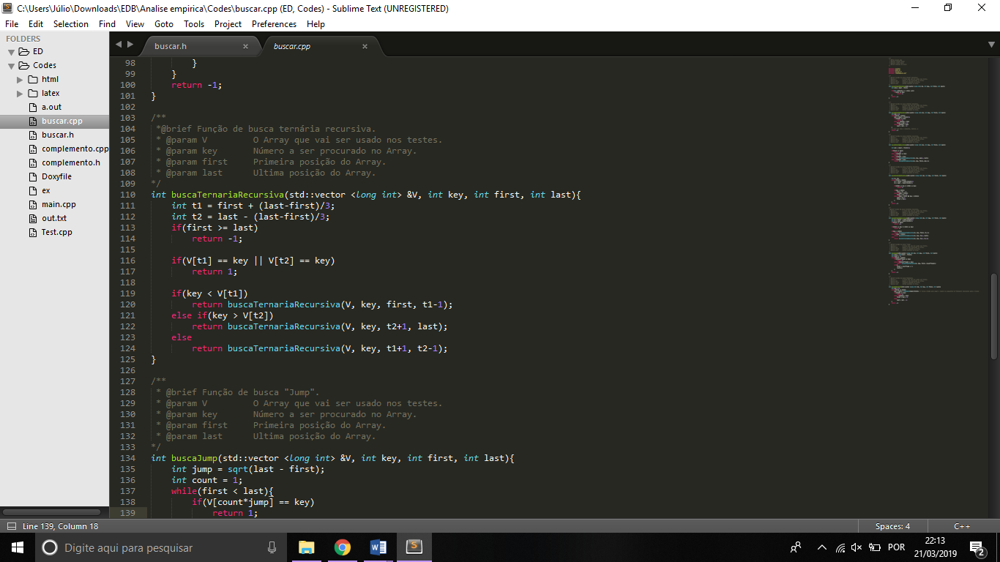 C:\Users\Júlio\Downloads\EDB\Analise empirica\Codes\buscar.cpp (ED, Codes) - Sublime Text (UNREGISTERED)
File Edit Selection Find View Goto Tools Project Preferences Help
FOLDERS
ED
Codes
html
latex
a.out
buscar.cpp
buscar.h
complemento.cpp
complemento.h
Doxyfile
ex
main.cpp
out.txt
Test.cpp
buscar.h × buscar.cpp ×
98 }
99 }
100 return -1;
101 }
102
103 /**
104 *@brief Função de busca ternária recursiva.
105 * @param V O Array que vai ser usado nos testes.
106 * @param key Número a ser procurado no Array.
107 * @param first Primeira posição do Array.
108 * @param last Ultima posição do Array.
109 */
110 int buscaTernariaRecursiva(std::vector <long int> &V, int key, int first, int last){
111 int t1 = first + (last-first)/3;
112 int t2 = last - (last-first)/3;
113 if(first >= last)
114 return -1;
115
116 if(V[t1] == key || V[t2] == key)
117 return 1;
118
119 if(key < V[t1])
120 return buscaTernariaRecursiva(V, key, first, t1-1);
121 else if(key > V[t2])
122 return buscaTernariaRecursiva(V, key, t2+1, last);
123 else
124 return buscaTernariaRecursiva(V, key, t1+1, t2-1);
125 }
126
127 /**
128 * @brief Função de busca "Jump".
129 * @param V O Array que vai ser usado nos testes.
130 * @param key Número a ser procurado no Array.
131 * @param first Primeira posição do Array.
132 * @param last Ultima posição do Array.
133 */
134 int buscaJump(std::vector <long int> &V, int key, int first, int last){
135 int jump = sqrt(last - first);
136 int count = 1;
137 while(first < last){
138 if(V[count*jump] == key)
139 return 1;
Line 139, Column 18 Spaces: 4 C++
Digite aqui para pesquisar
POR
22:13
21/03/2019
2